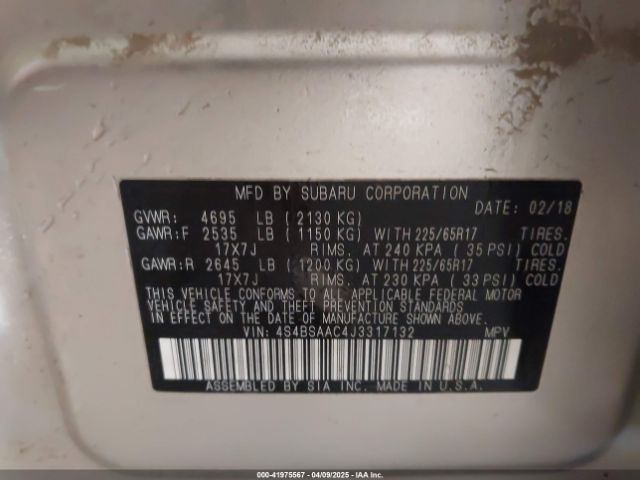 MFD BY SUBARU CORPORATION
DATE: 02/18
GVWR: 4695 LB ( 2130 KG)
GAWR:F 2535 LB ( 1150 KG) WITH 225/65R17 TIRES.
17X7J RIMS, AT 240 KPA ( 35 PSI) COLD
GAWR:R 2645 LB ( 1200 KG) WITH 225/65R17 TIRES.
17X7J RIMS, AT 230 KPA ( 33 PSI) COLD
THIS VEHICLE CONFORMS TO ALL APPLICABLE FEDERAL MOTOR
VEHICLE SAFETY AND THEFT PREVENTION STANDARDS
IN EFFECT ON THE DATE OF MANUFACTURE SHOWN ABOVE.
VIN: 4S4BSAAC4J3317132 MPV
ASSEMBLED BY SIA INC. MADE IN U.S.A.
000-41975567 - 04/09/2025 - IAA Inc.